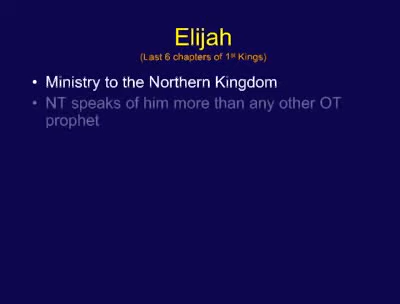 Elijah
(Last 6 chapters of 1st Kings)
• Ministry to the Northern Kingdom
• NT speaks of him more than any other OT
prophet